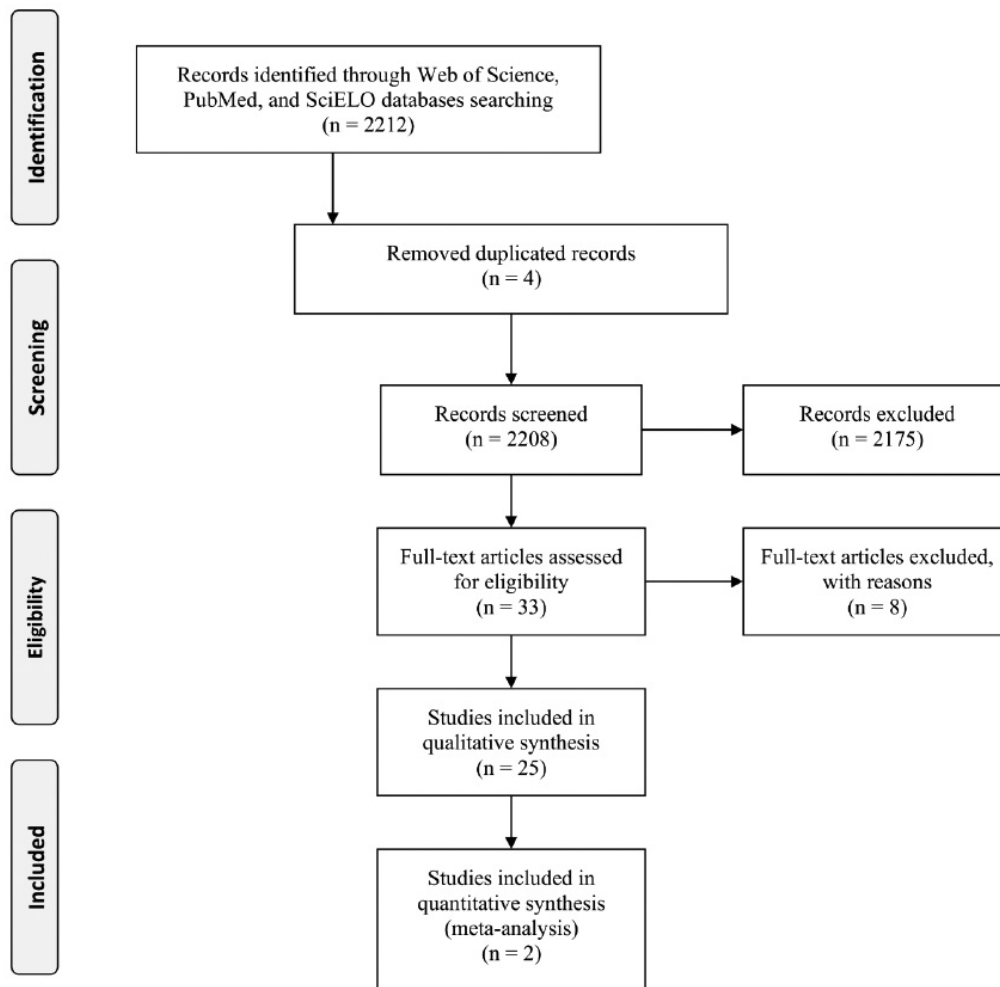 Identification
Records identified through Web of Science,
PubMed, and SciELO databases searching
(n = 2212)
Removed duplicated records
(n = 4)
Screening
Records screened
(n = 2208)
Records excluded
(n = 2175)
Eligibility
Full-text articles assessed
for eligibility
(n = 33)
Full-text articles excluded,
with reasons
(n = 8)
Studies included in
qualitative synthesis
(n = 25)
Included
Studies included in
quantitative synthesis
(meta-analysis)
(n = 2)